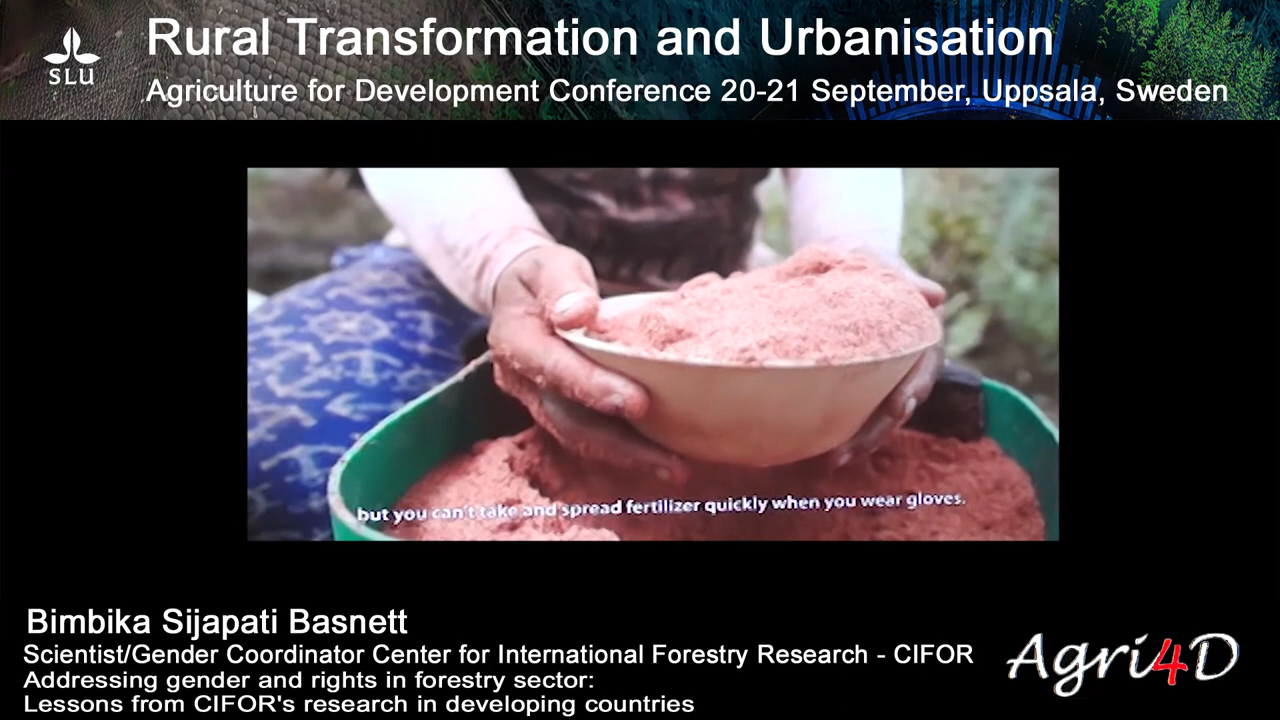 Rural Transformation and Urbanisation
SLU
Agriculture for Development Conference 20-21 September, Uppsala, Sweden
but you can't take and spread fertilizer quickly when you wear gloves.
Bimbika Sijapati Basnett
Scientist/Gender Coordinator Center for International Forestry Research - CIFOR
Addressing gender and rights in forestry sector:
Lessons from CIFOR's research in developing countries
Agri4D